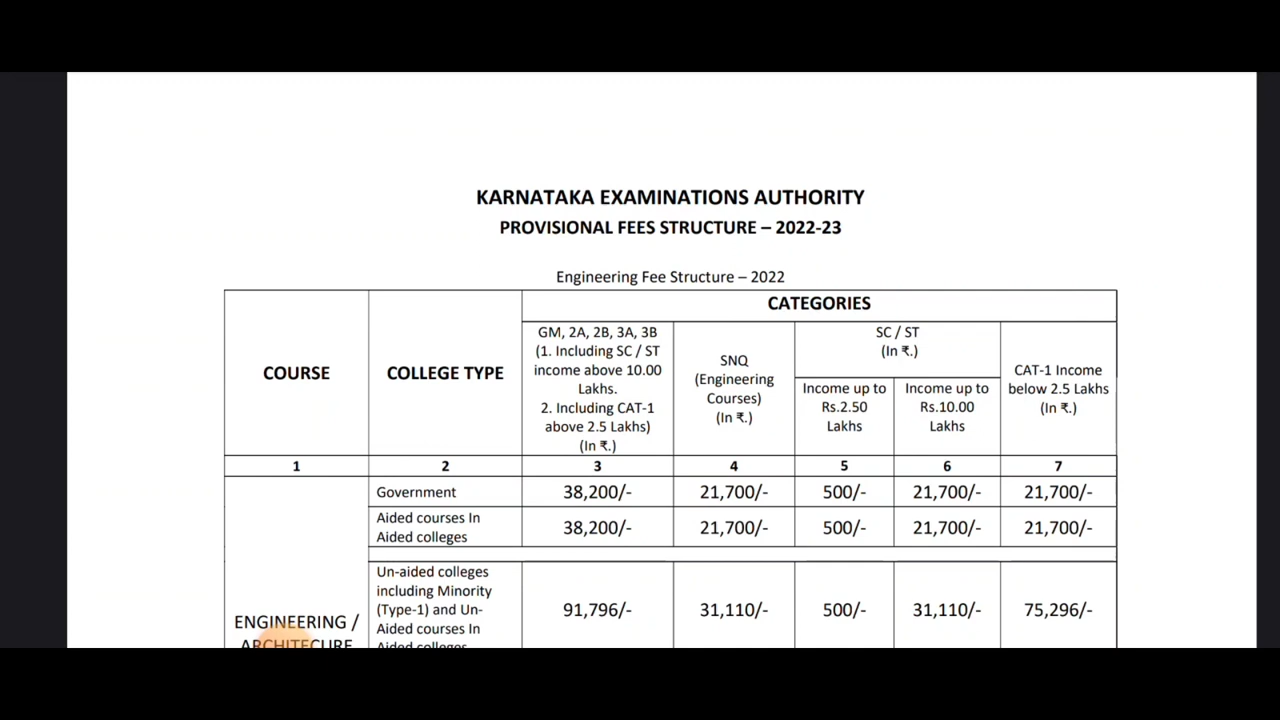 KARNATAKA EXAMINATIONS AUTHORITY
PROVISIONAL FEES STRUCTURE – 2022-23
Engineering Fee Structure – 2022
COURSE
COLLEGE TYPE
CATEGORIES
GM, 2A, 2B, 3A, 3B
(1. Including SC / ST
income above 10.00
Lakhs.
2. Including CAT-1
above 2.5 Lakhs)
(In ₹.)
SNQ
(Engineering
Courses)
(In ₹.)
SC / ST
(In ₹.)
Income up to
Rs.2.50
Lakhs
Income up to
Rs.10.00
Lakhs
CAT-1 Income
below 2.5 Lakhs
(In ₹.)
1 2 3 4 5 6 7
Government 38,200/- 21,700/- 500/- 21,700/- 21,700/-
Aided courses In
Aided colleges
38,200/- 21,700/- 500/- 21,700/- 21,700/-
Un-aided colleges
including Minority
(Type-1) and Un-
Aided courses In
Aided colleges
91,796/- 31,110/- 500/- 31,110/- 75,296/-
ENGINEERING /
ARCHITECURE